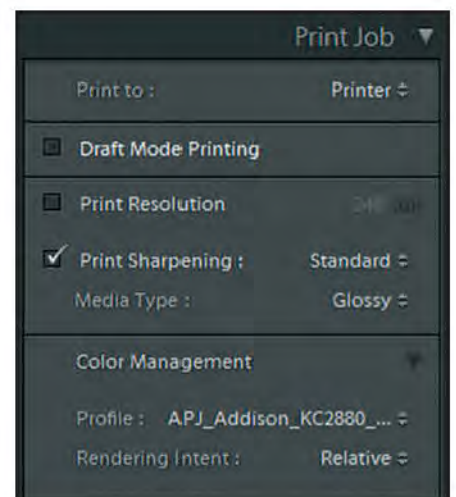 Print Job
Print to : Printer
Draft Mode Printing
Print Resolution
Print Sharpening : Standard
Media Type : Glossy
Color Management
Profile : APJ_Addison_KC2880_...
Rendering Intent : Relative